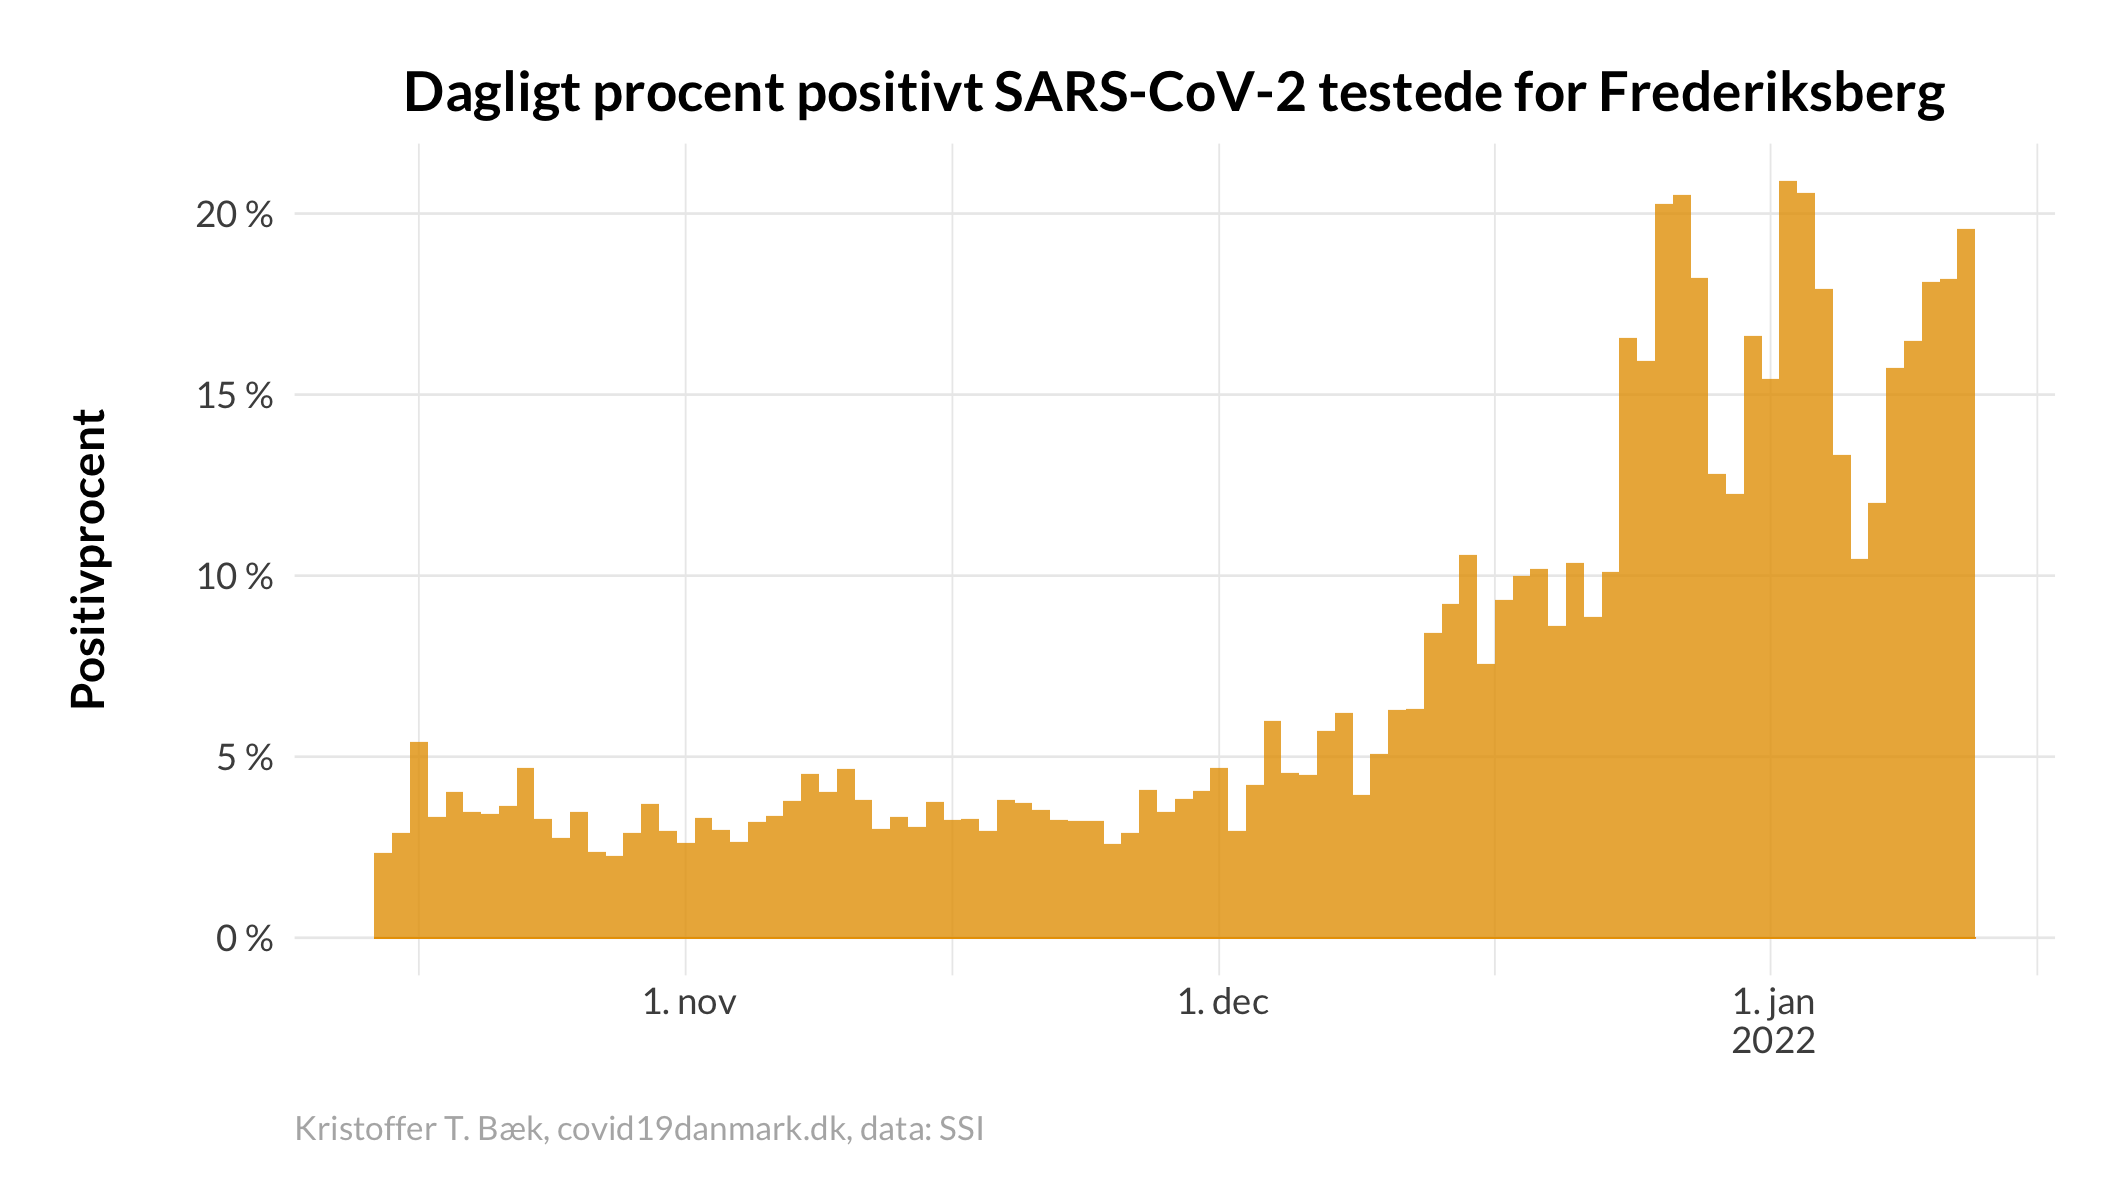 Dagligt procent positivt SARS-CoV-2 testede for Frederiksberg
Positivprocent
20 %
15 %
10 %
5 %
0 %
1. nov
1. dec
1. jan
2022
Kristoffer T. Bæk, covid19danmark.dk, data: SSI